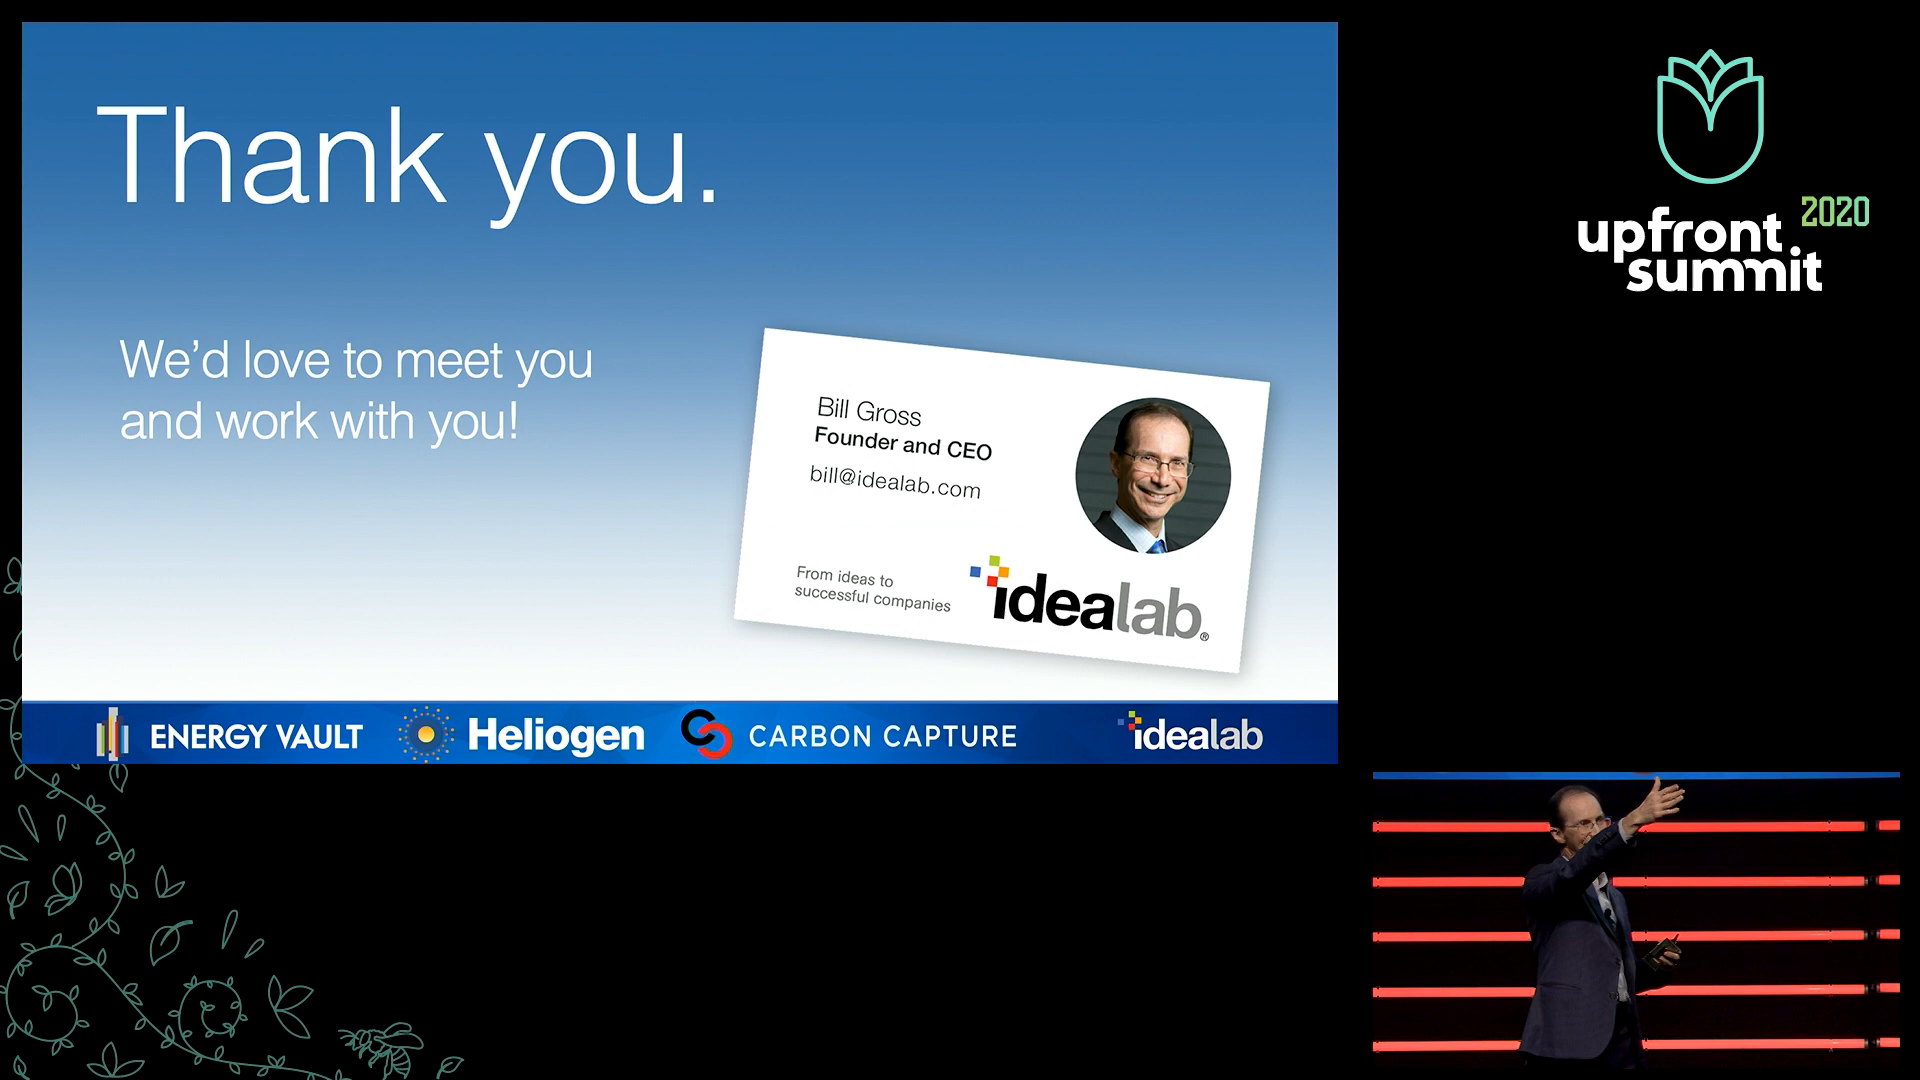 Thank you.
We'd love to meet you
and work with you!
Bill Gross
Founder and CEO
bill@idealab.com
From ideas to
successful companies
idealab®
ENERGY VAULT
Heliogen
CARBON CAPTURE
idealab
upfront 2020
summit